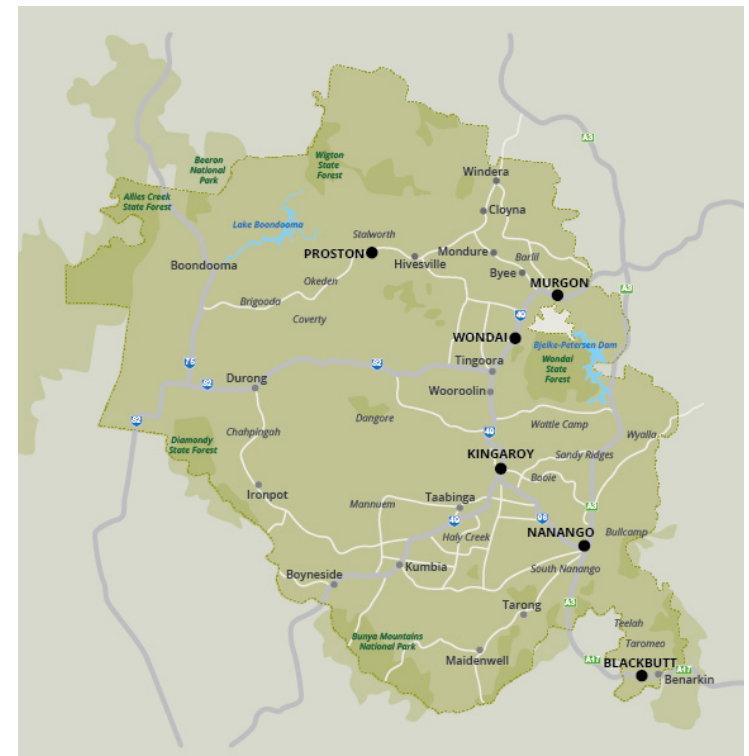 A3
Wigton
State
Forest
Beeron
National
Park
Windera
Allies Creek
State Forest
Cloyna
Lake Boondooma
Stalworth
PROSTON
Mondure
Barlil
Boondooma
Hivesville
Byee
Okeden
MURGON
A3
Brigooda
40
Coverty
WONDAI
Bjelke-Petersen Dam
Wondai
State
Forest
76
82
Tingoora
82
Durong
Wooroolin
82
Dangore
Wattle Camp
Chahpingah
49
Wyalla
Diamondy
State Forest
KINGAROY
Sandy Ridges
Booie
Ironpot
Taabinga
Mannuem
A3
49
96
Haly Creek
NANANGO
Bullcamp
Kumbia
South Nanango
Boyneside
Tarong
A3
Teelah
Bunya Mountains
National Park
Taromeo
Maidenwell
A17
BLACKBUTT
A17
Benarkin